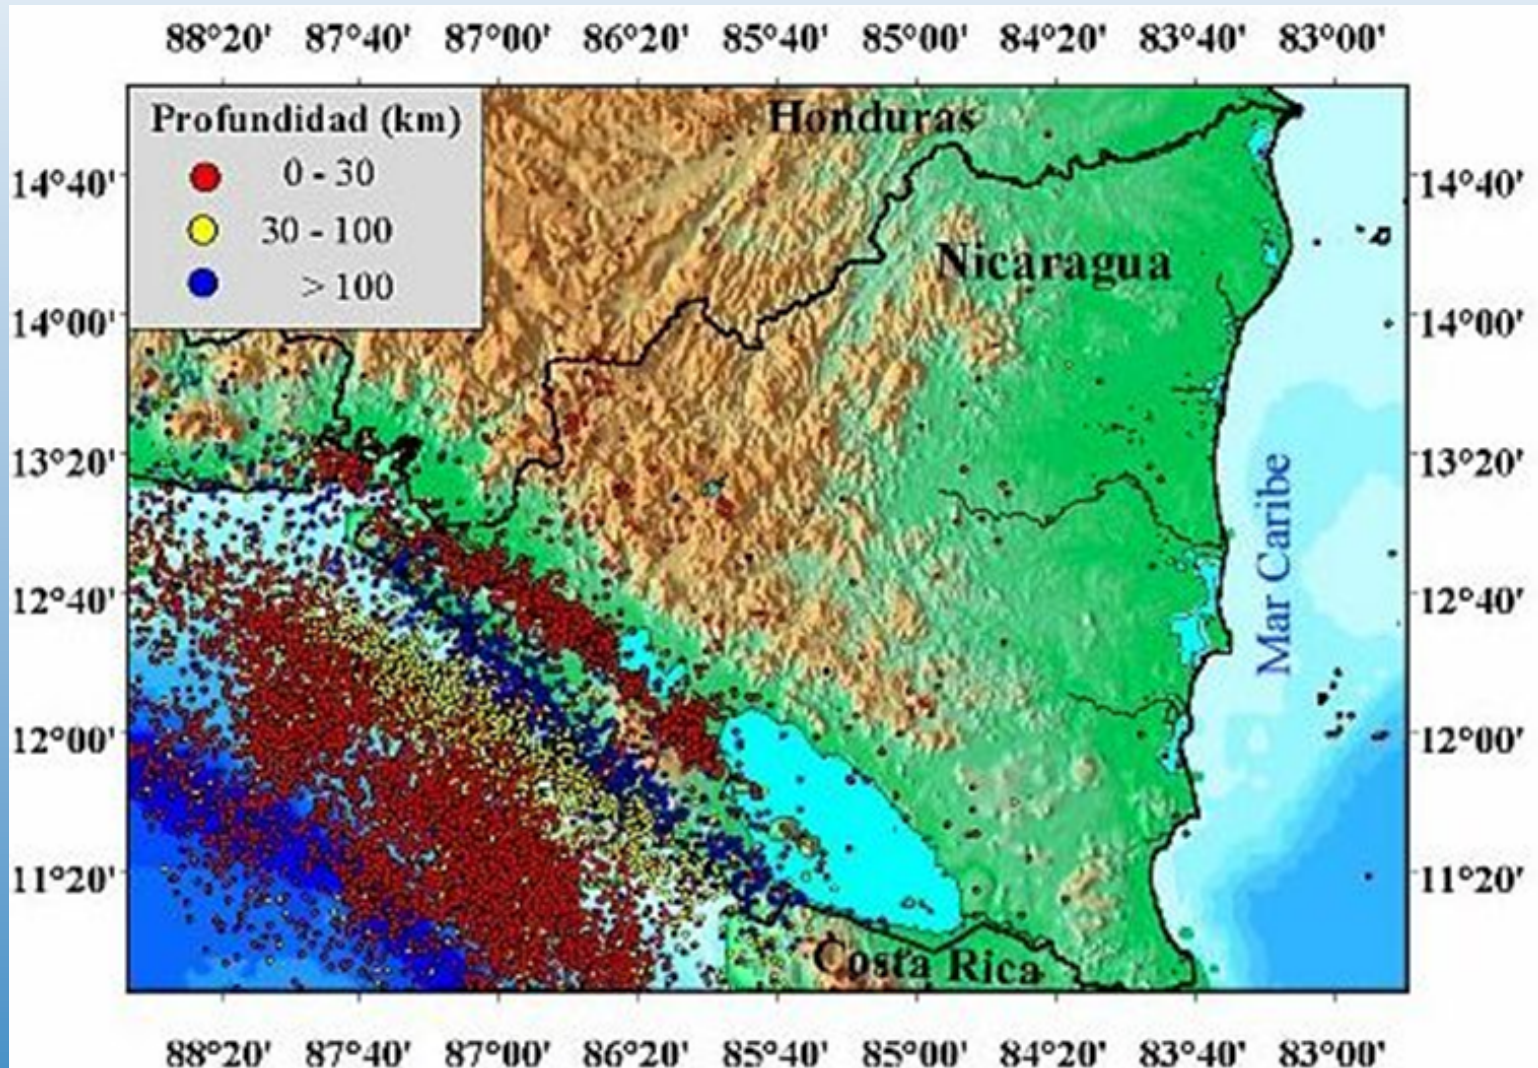 88°20' 87°40' 87°00' 86°20' 85°40' 85°00' 84°20' 83°40' 83°00'
Profundidad (km)
0 - 30
30 - 100
> 100
Honduras
Nicaragua
Mar Caribe
Costa Rica
14°40' 14°40'
14°00' 14°00'
13°20' 13°20'
12°40' 12°40'
12°00' 12°00'
11°20' 11°20'
88°20' 87°40' 87°00' 86°20' 85°40' 85°00' 84°20' 83°40' 83°00'